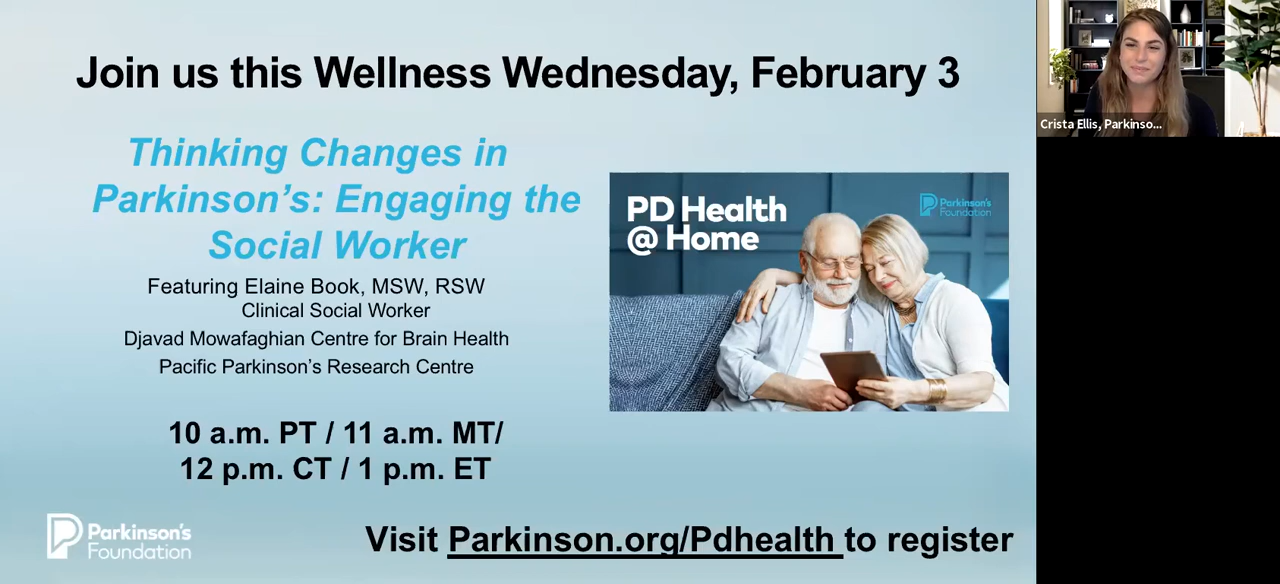 Join us this Wellness Wednesday, February 3
Thinking Changes in
Parkinson's: Engaging the
Social Worker
Featuring Elaine Book, MSW, RSW
Clinical Social Worker
Djavad Mowafaghian Centre for Brain Health
Pacific Parkinson's Research Centre
10 a.m. PT / 11 a.m. MT/
12 p.m. CT / 1 p.m. ET
PD Health
@ Home
Parkinson's
Foundation
Parkinson's
Foundation
Visit Parkinson.org/Pdhealth to register
Crista Ellis, Parkinso...